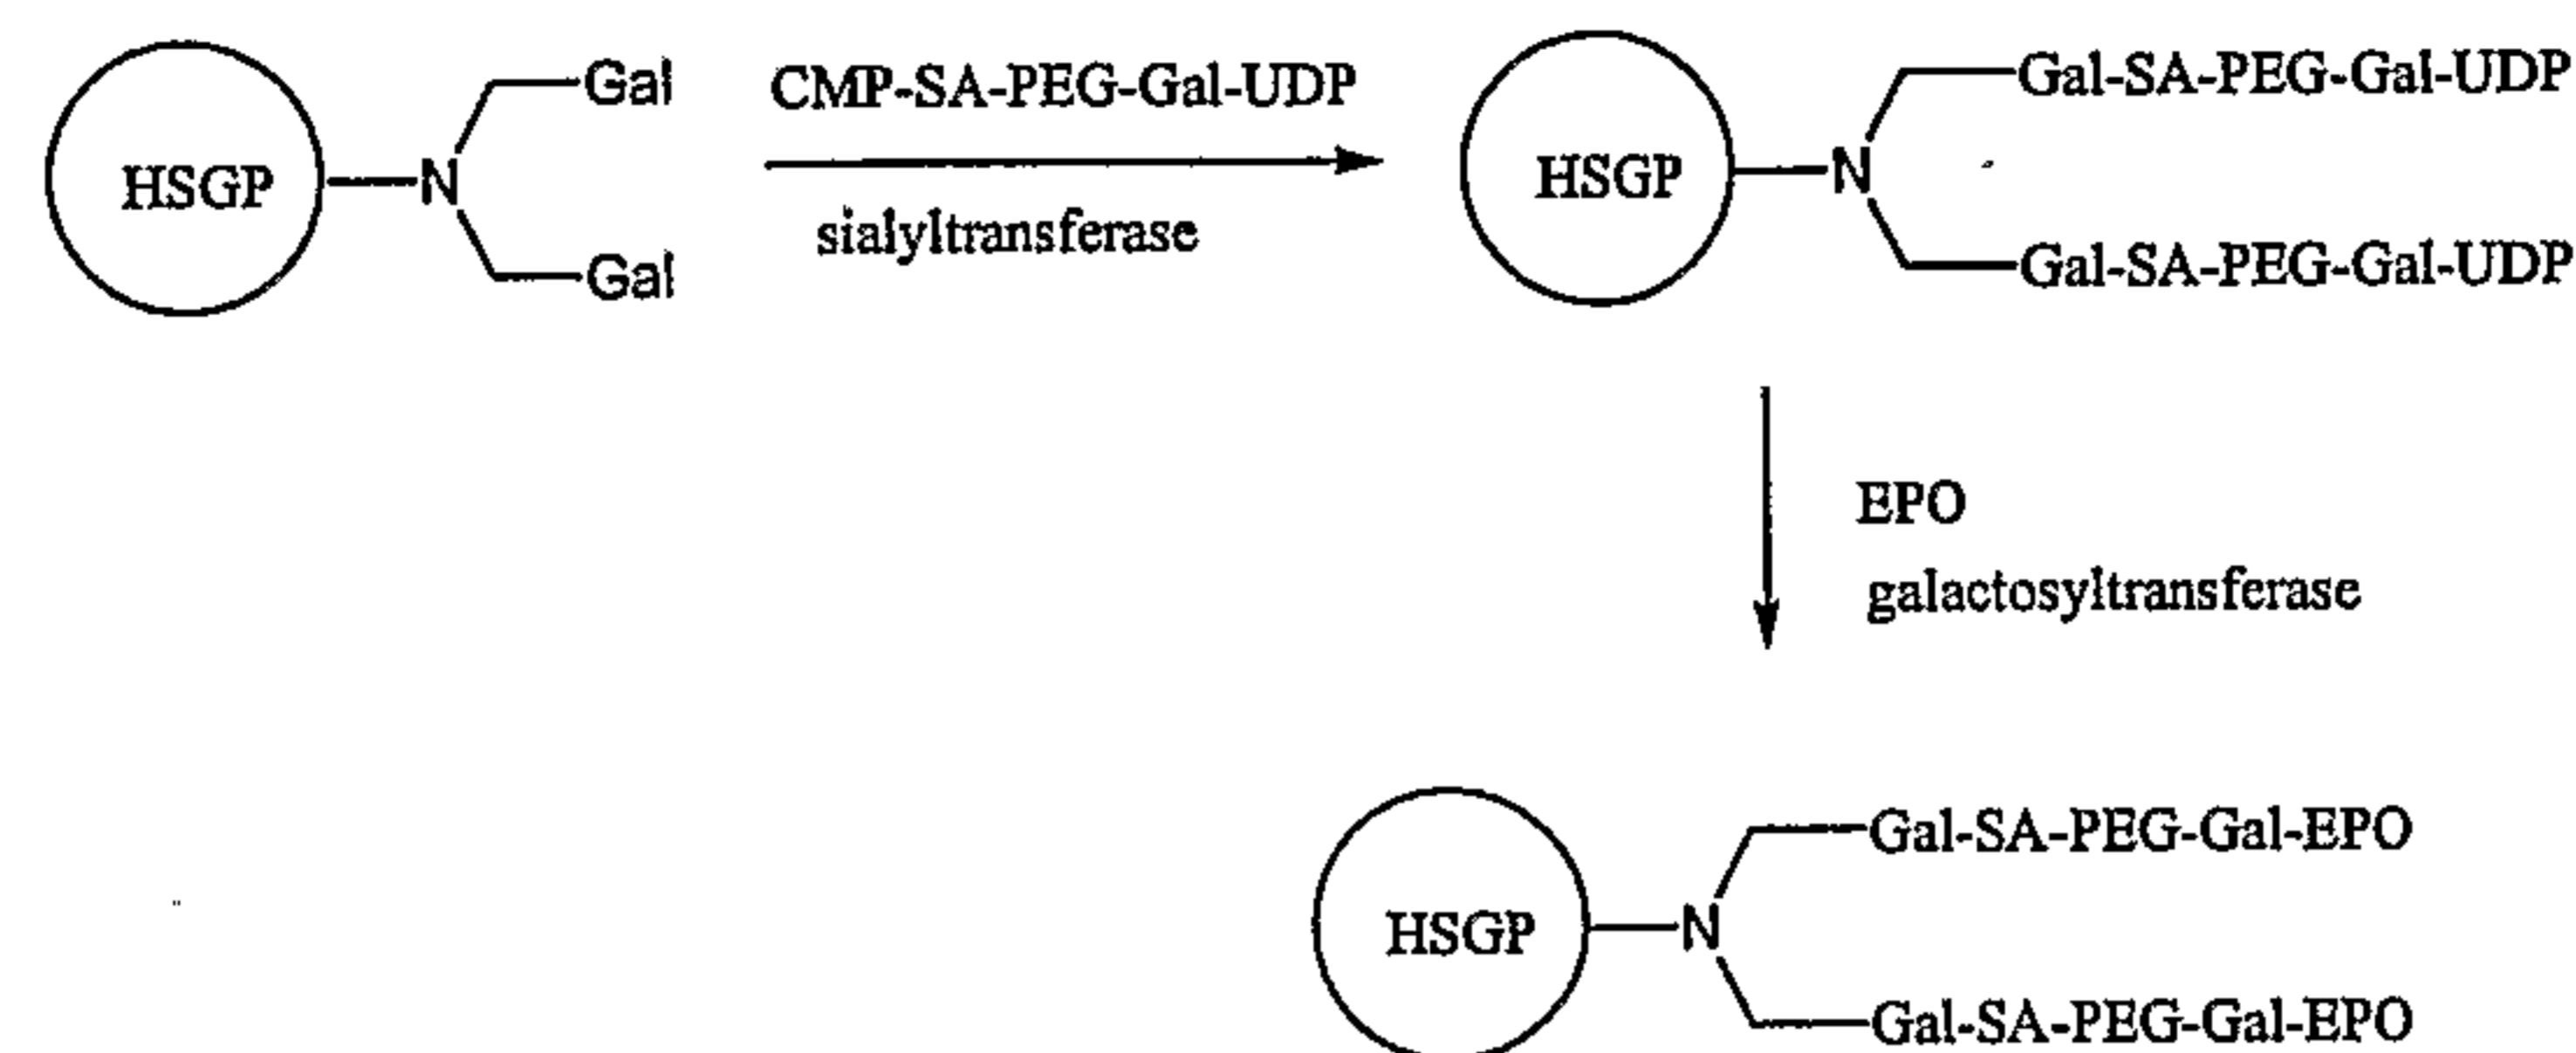 Gal
CMP-SA-PEG-Gal-UDP
Gal-SA-PEG-Gal-UDP
HSGP
N
HSGP
N
sialyltransferase
Gal
Gal-SA-PEG-Gal-UDP
EPO
galactosyltransferase
Gal-SA-PEG-Gal-EPO
HSGP
N
Gal-SA-PEG-Gal-EPO